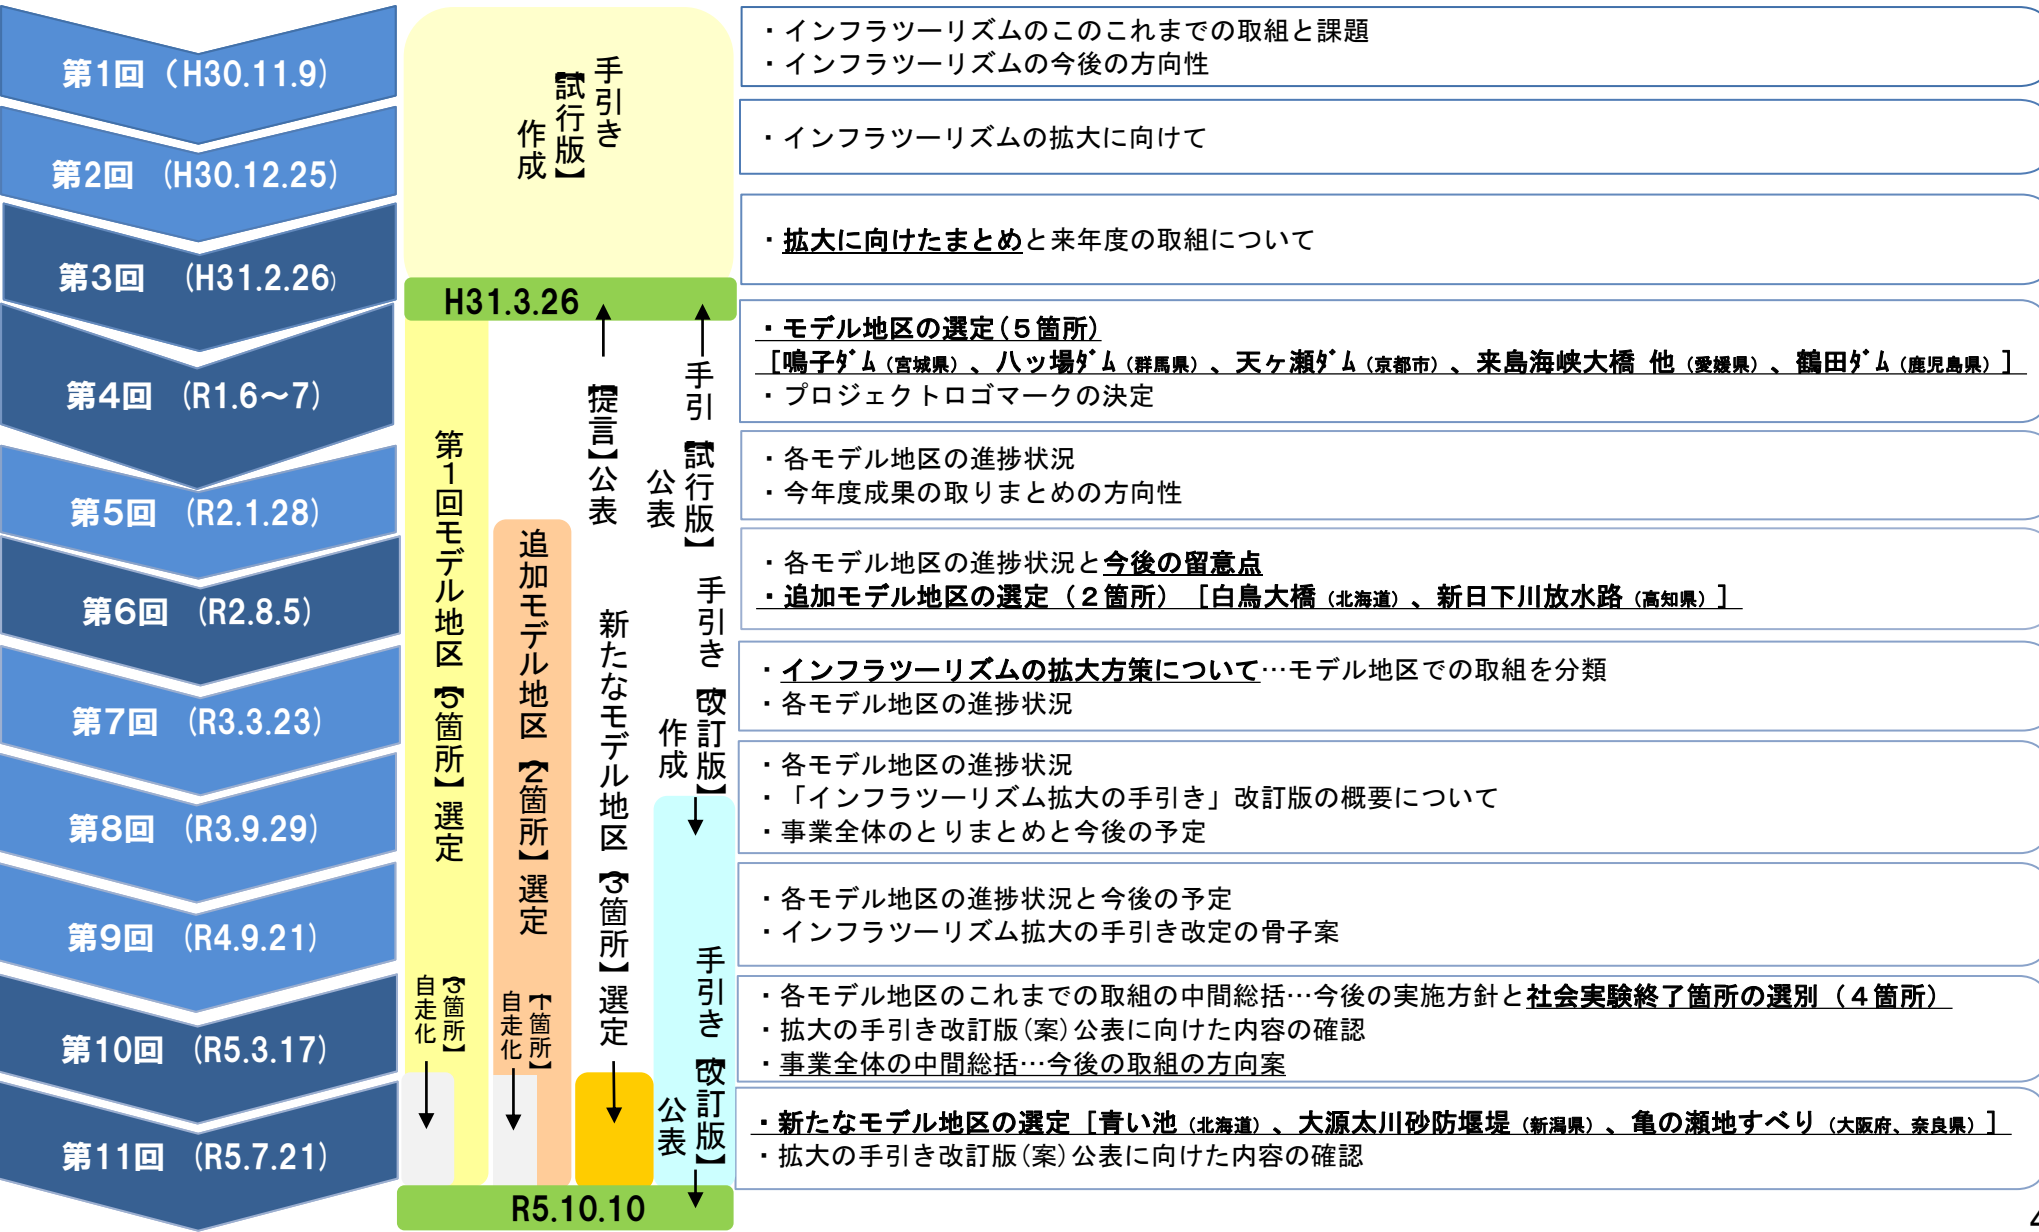 第1回（H30.11.9）
・インフラツーリズムのこのこれまでの取組と課題
・インフラツーリズムの今後の方向性
第2回（H30.12.25）
・インフラツーリズムの拡大に向けて
第3回（H31.2.26）
・拡大に向けたまとめと来年度の取組について
第4回（R1.6～7）
・モデル地区の選定（５箇所）
［鳴子ﾀﾞﾑ（宮城県）、八ッ場ﾀﾞﾑ（群馬県）、天ヶ瀬ﾀﾞﾑ（京都市）、来島海峡大橋 他（愛媛県）、鶴田ﾀﾞﾑ（鹿児島県）］
・プロジェクトロゴマークの決定
第5回（R2.1.28）
・各モデル地区の進捗状況
・今年度成果の取りまとめの方向性
第6回（R2.8.5）
・各モデル地区の進捗状況と今後の留意点
・追加モデル地区の選定（２箇所）［白鳥大橋（北海道）、新日下川放水路（高知県）］
第7回（R3.3.23）
・インフラツーリズムの拡大方策について…モデル地区での取組を分類
・各モデル地区の進捗状況
第8回（R3.9.29）
・各モデル地区の進捗状況
・「インフラツーリズム拡大の手引き」改訂版の概要について
・事業全体のとりまとめと今後の予定
第9回（R4.9.21）
・各モデル地区の進捗状況と今後の予定
・インフラツーリズム拡大の手引き改定の骨子案
第10回（R5.3.17）
・各モデル地区のこれまでの取組の中間総括…今後の実施方針と社会実験終了箇所の選別（４箇所）
・拡大の手引き改訂版(案)公表に向けた内容の確認
・事業全体の中間総括…今後の取組の方向案
第11回（R5.7.21）
・新たなモデル地区の選定［青い池（北海道）、大源太川砂防堰堤（新潟県）、亀の瀬地すべり（大阪府、奈良県）］
・拡大の手引き改訂版(案)公表に向けた内容の確認
手引き
【試行版】
作成
H31.3.26
第1回モデル地区【5箇所】選定
追加モデル地区【2箇所】選定
【提言】公表
手引【試行版】
公表
新たなモデル地区【3箇所】選定
手引き【改訂版】
作成
【3箇所】
自走化
【1箇所】
自走化
手引き【改訂版】
公表
R5.10.10